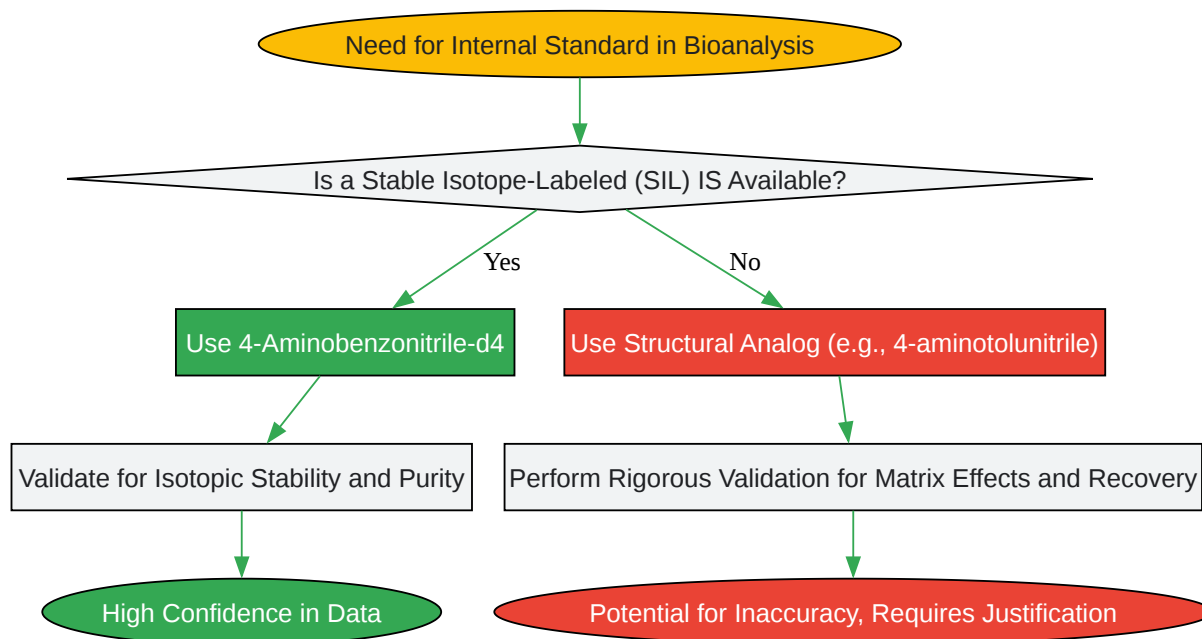 Need for Internal Standard in Bioanalysis
Is a Stable Isotope-Labeled (SIL) IS Available?
Yes
No
Use 4-Aminobenzonitrile-d4
Use Structural Analog (e.g., 4-aminotolunitrile)
Validate for Isotopic Stability and Purity
Perform Rigorous Validation for Matrix Effects and Recovery
High Confidence in Data
Potential for Inaccuracy, Requires Justification